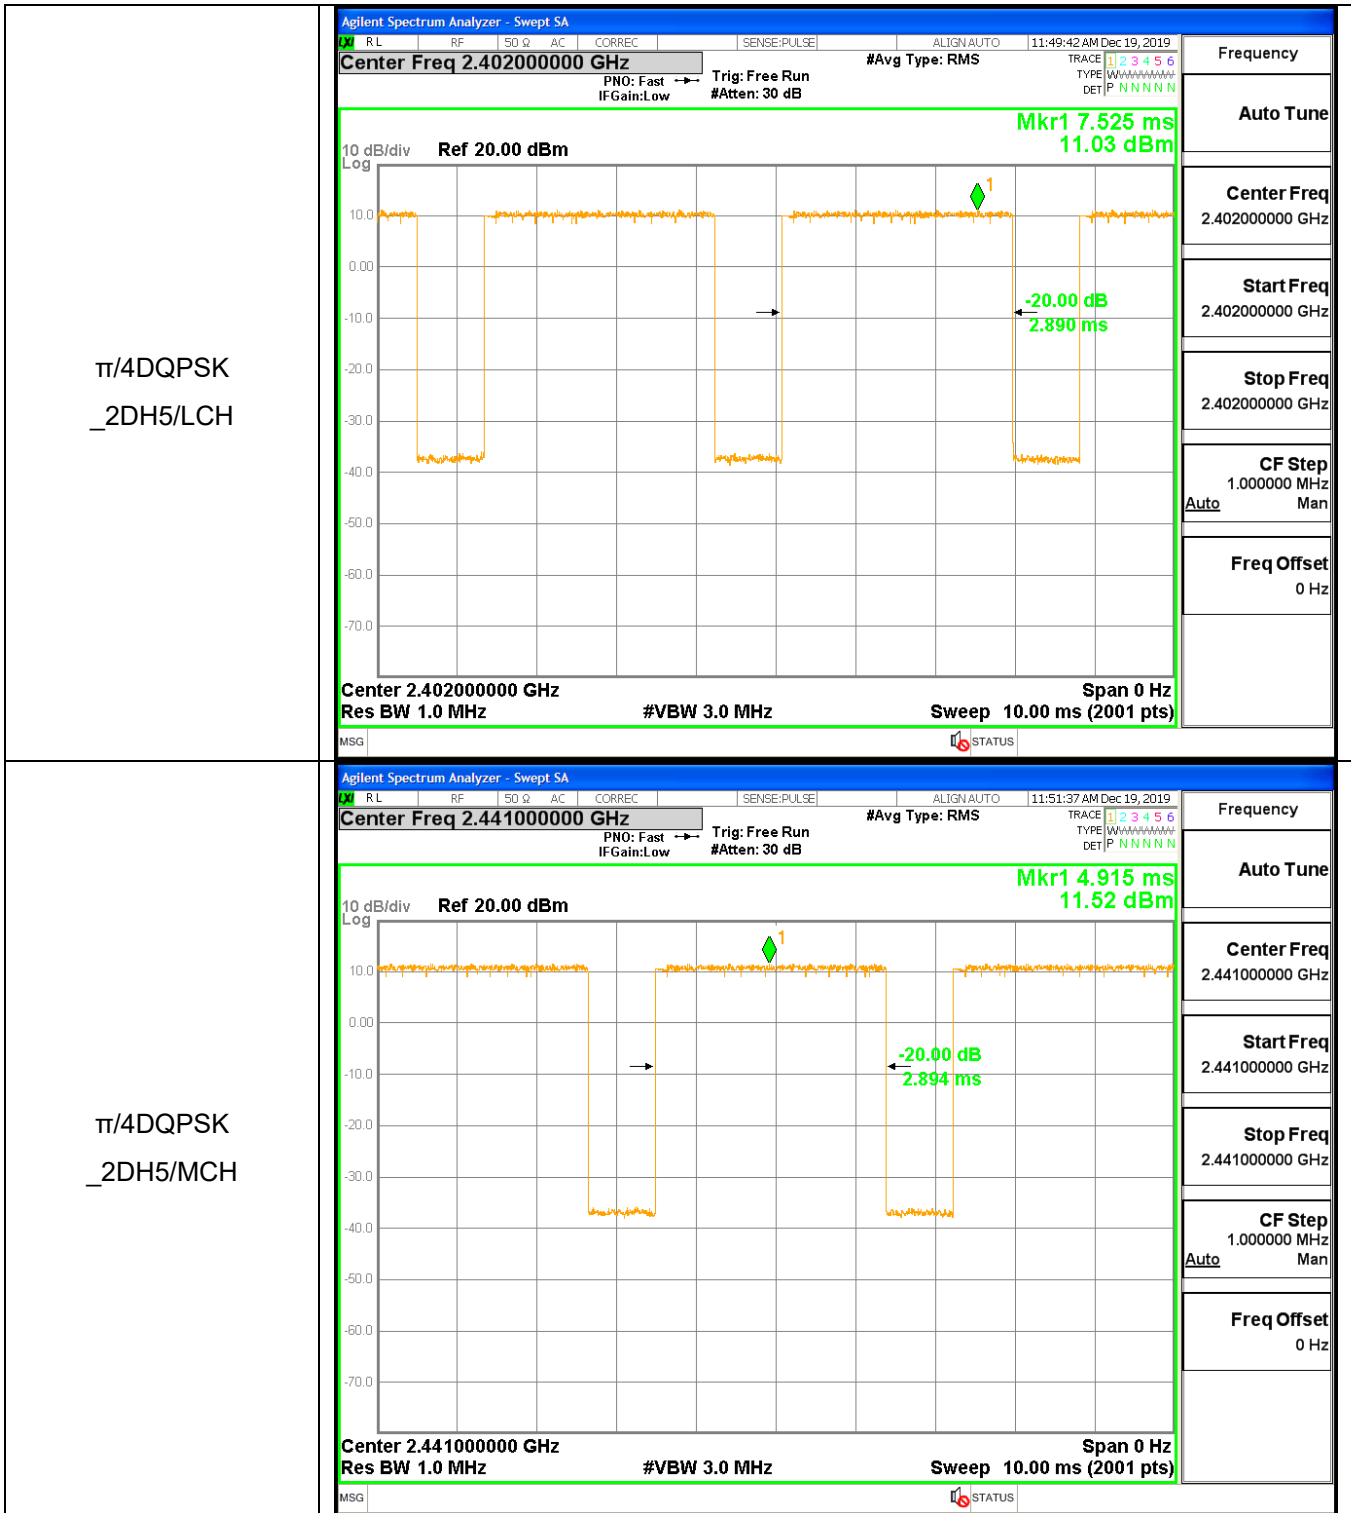 π/4DQPSK
_2DH5/LCH
Agilent Spectrum Analyzer - Swept SA
LXI RL RF 50 Ω AC CORREC SENSE:PULSE ALIGN AUTO 11:49:42 AM Dec 19, 2019
Center Freq 2.402000000 GHz
PNO: Fast
IFGain:Low
Trig: Free Run
#Atten: 30 dB
#Avg Type: RMS
TRACE 1 2 3 4 5 6
TYPE
DET P N N N N N
Mkr1 7.525 ms
11.03 dBm
10 dB/div
Log
Ref 20.00 dBm
1
10.0
0.00
-10.0
-20.0
-30.0
-40.0
-50.0
-60.0
-70.0
-20.00 dB
2.890 ms
Center 2.402000000 GHz
Span 0 Hz
Res BW 1.0 MHz
#VBW 3.0 MHz
Sweep 10.00 ms (2001 pts)
MSG
STATUS
Frequency
Auto Tune
Center Freq
2.402000000 GHz
Start Freq
2.402000000 GHz
Stop Freq
2.402000000 GHz
CF Step
1.000000 MHz
Auto Man
Freq Offset
0 Hz
π/4DQPSK
_2DH5/MCH
Agilent Spectrum Analyzer - Swept SA
LXI RL RF 50 Ω AC CORREC SENSE:PULSE ALIGN AUTO 11:51:37 AM Dec 19, 2019
Center Freq 2.441000000 GHz
PNO: Fast
IFGain:Low
Trig: Free Run
#Atten: 30 dB
#Avg Type: RMS
TRACE 1 2 3 4 5 6
TYPE
DET P N N N N N
Mkr1 4.915 ms
11.52 dBm
10 dB/div
Log
Ref 20.00 dBm
1
10.0
0.00
-10.0
-20.0
-30.0
-40.0
-50.0
-60.0
-70.0
-20.00 dB
2.894 ms
Center 2.441000000 GHz
Span 0 Hz
Res BW 1.0 MHz
#VBW 3.0 MHz
Sweep 10.00 ms (2001 pts)
MSG
STATUS
Frequency
Auto Tune
Center Freq
2.441000000 GHz
Start Freq
2.441000000 GHz
Stop Freq
2.441000000 GHz
CF Step
1.000000 MHz
Auto Man
Freq Offset
0 Hz